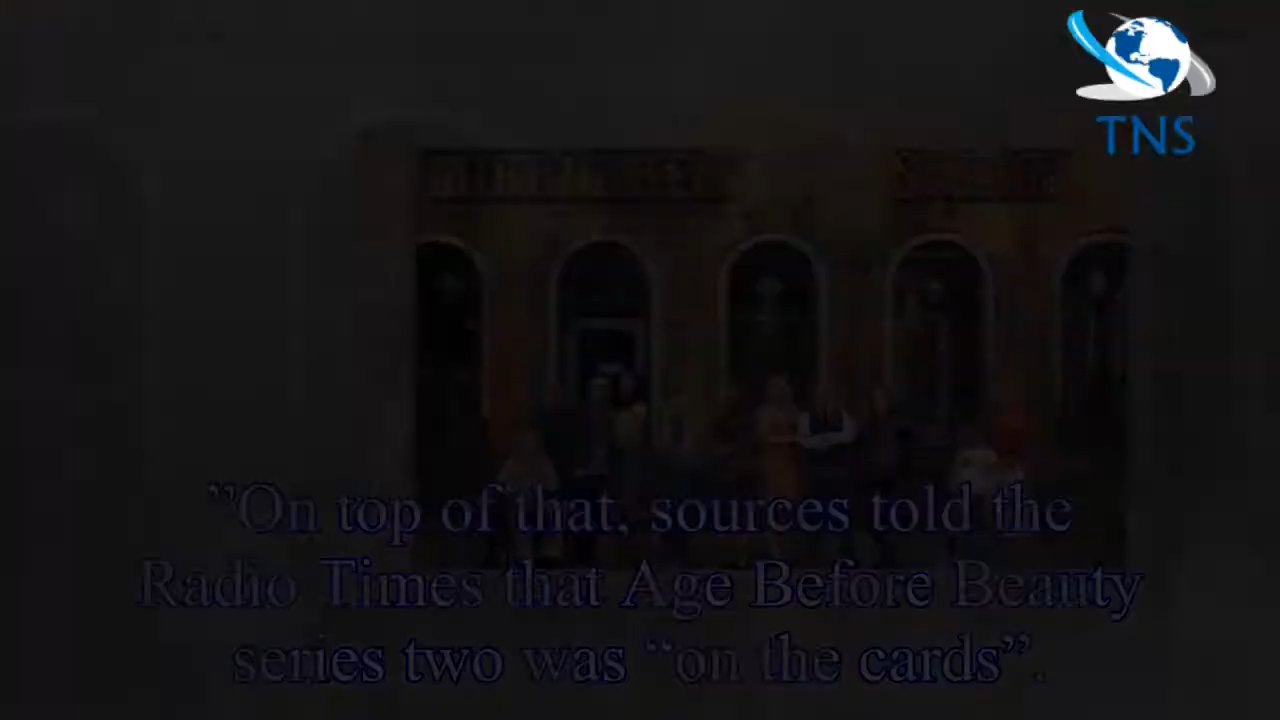 TNS
”On top of that, sources told the
Radio Times that Age Before Beauty
series two was “on the cards”.